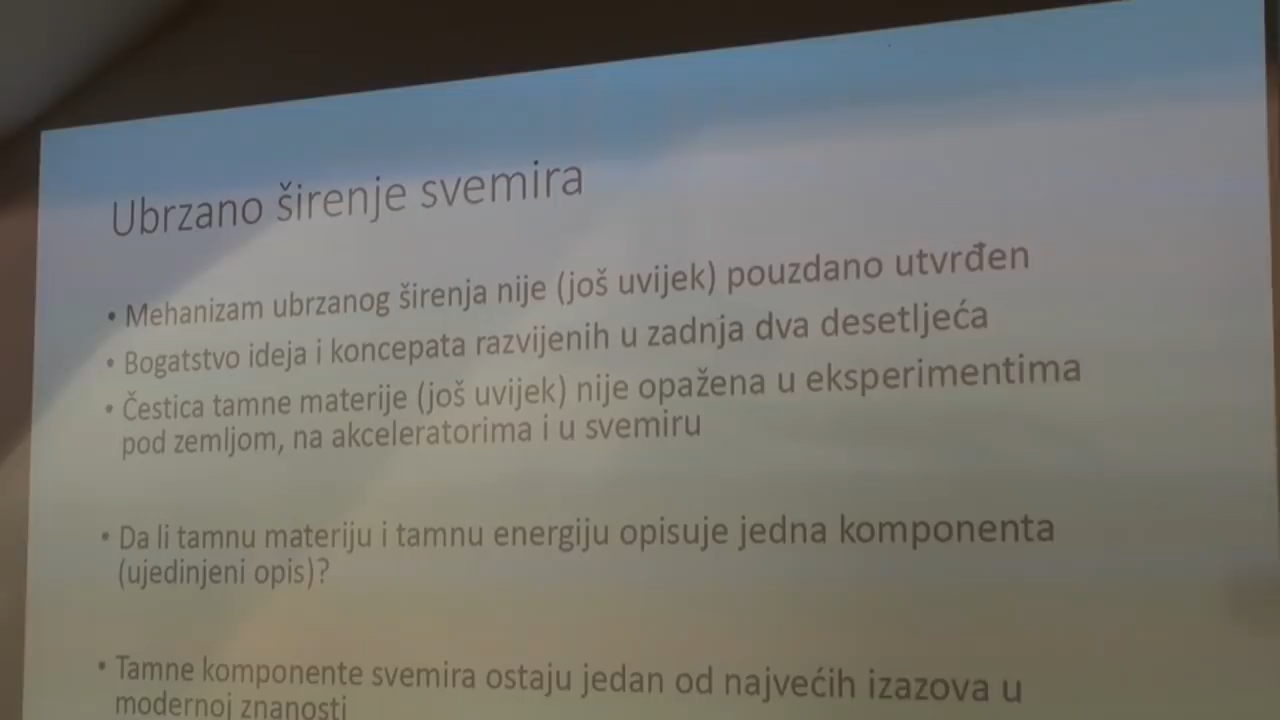 Ubrzano širenje svemira
• Mehanizam ubrzanog širenja nije (još uvijek) pouzdano utvrđen
• Bogatstvo ideja i koncepata razvijenih u zadnja dva desetljeća
• Čestica tamne materije (još uvijek) nije opažena u eksperimentima
pod zemljom, na akceleratorima i u svemiru
• Da li tamnu materiju i tamnu energiju opisuje jedna komponenta
(ujedinjeni opis)?
• Tamne komponente svemira ostaju jedan od najvećih izazova u
modernoj znanosti